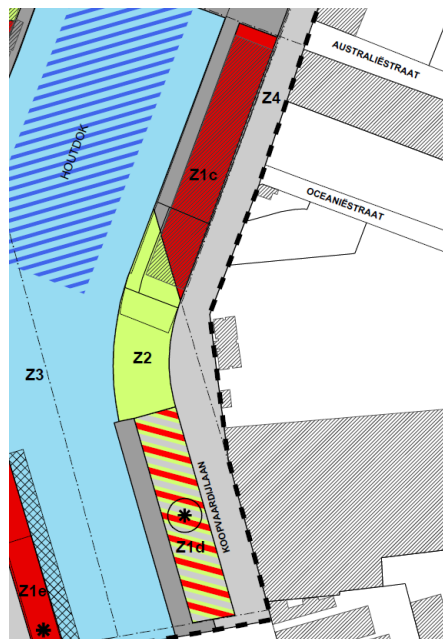 AUSTRALIËSTRAAT
Z4
HOUTDOK
Z1c
OCEANIËSTRAAT
Z2
Z3
KOOPVAARDIJLAAN
Z1d
Z1e